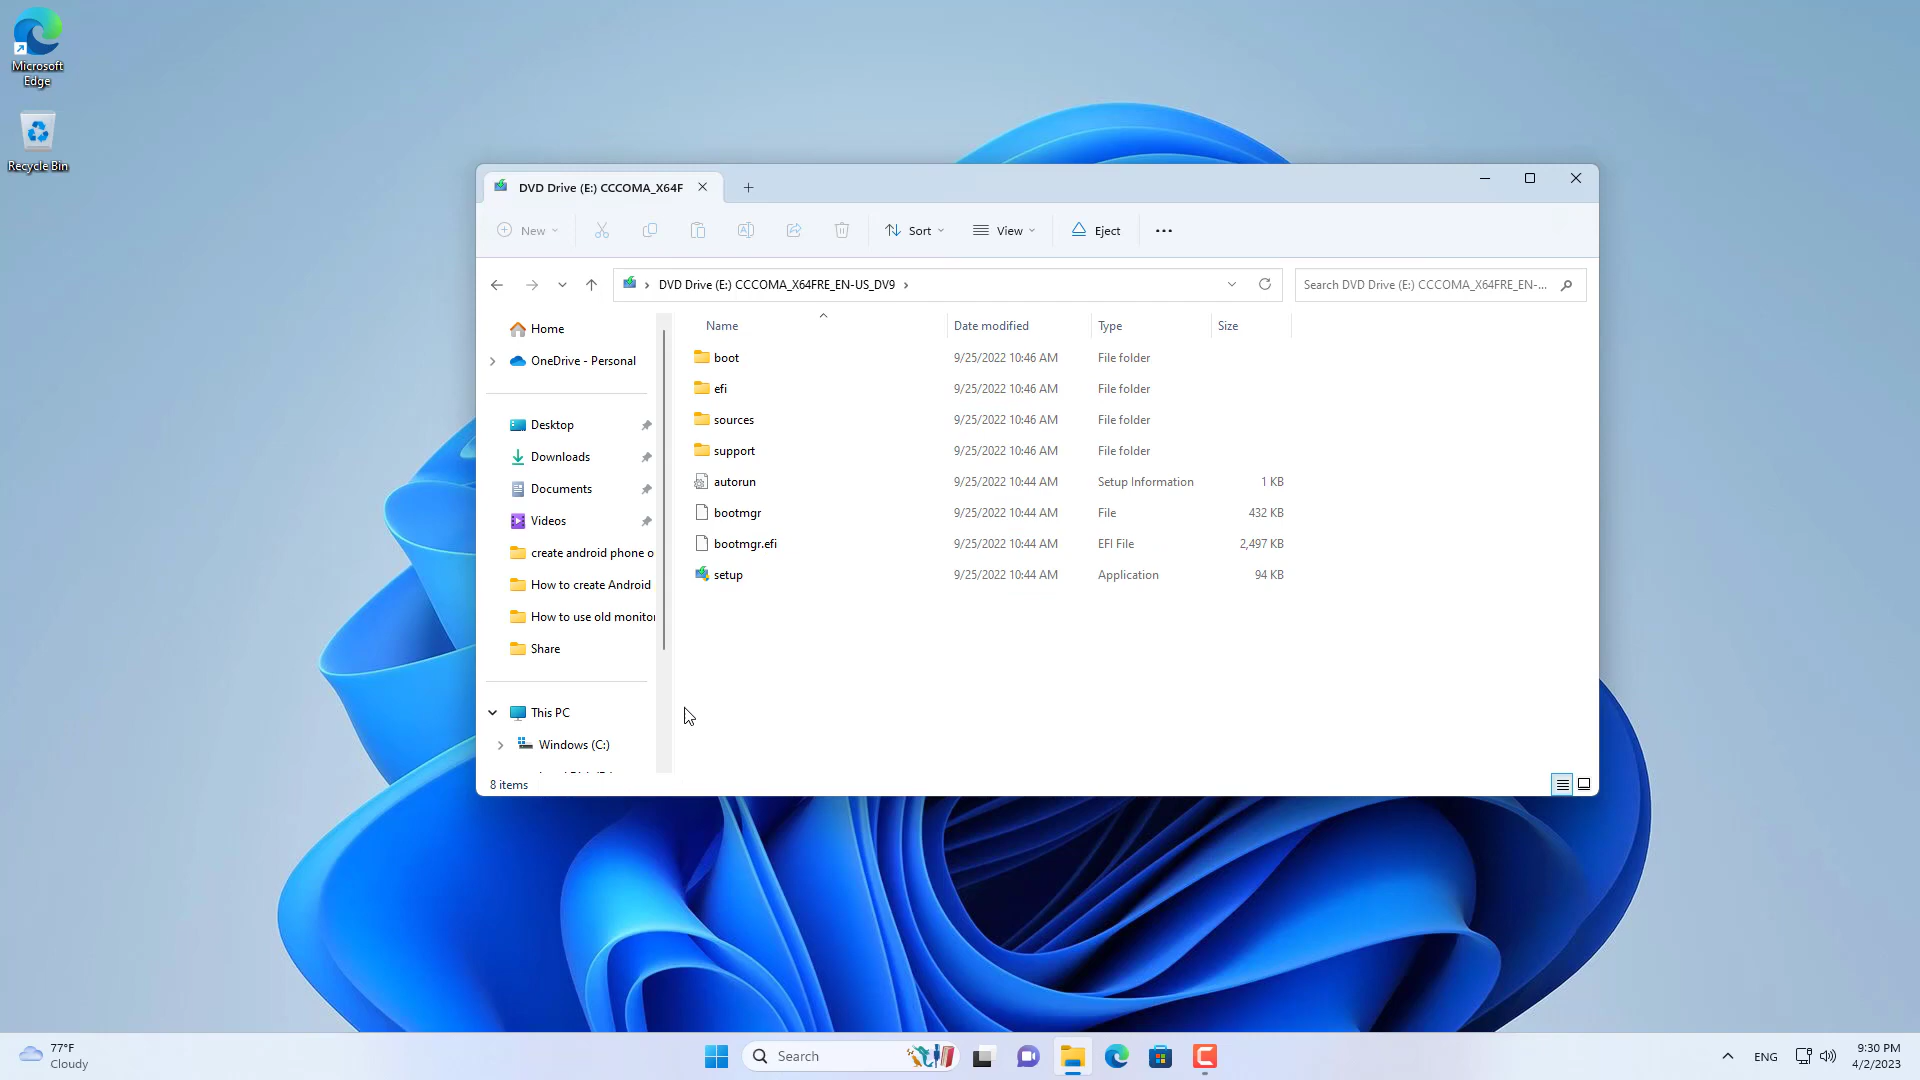 Microsoft
Edge
Recycle Bin
DVD Drive (E:) CCCOMA_X64F
New
Sort
View
Eject
DVD Drive (E:) CCCOMA_X64FRE_EN-US_DV9
Search DVD Drive (E:) CCCOMA_X64FRE_EN-...
Home
OneDrive - Personal
Desktop
Downloads
Documents
Videos
create android phone o
How to create Android
How to use old monitor
Share
This PC
Windows (C:)
Name Date modified Type Size
boot 9/25/2022 10:46 AM File folder
efi 9/25/2022 10:46 AM File folder
sources 9/25/2022 10:46 AM File folder
support 9/25/2022 10:46 AM File folder
autorun 9/25/2022 10:44 AM Setup Information 1 KB
bootmgr 9/25/2022 10:44 AM File 432 KB
bootmgr.efi 9/25/2022 10:44 AM EFI File 2,497 KB
setup 9/25/2022 10:44 AM Application 94 KB
8 items
77°F
Cloudy
Search
ENG
9:30 PM
4/2/2023